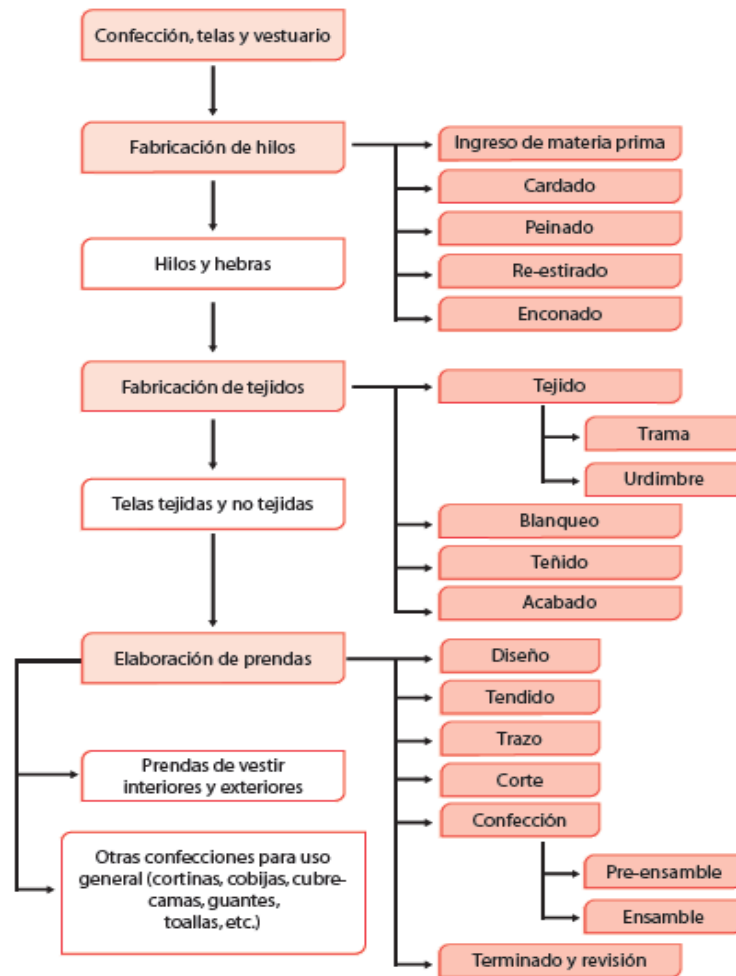 Confección, telas y vestuario
Fabricación de hilos
Ingreso de materia prima
Cardado
Peinado
Re-estirado
Enconado
Hilos y hebras
Fabricación de tejidos
Tejido
Trama
Urdimbre
Blanqueo
Teñido
Acabado
Telas tejidas y no tejidas
Elaboración de prendas
Diseño
Tendido
Trazo
Corte
Confección
Pre-ensamble
Ensamble
Terminado y revisión
Prendas de vestir
interiores y exteriores
Otras confecciones para uso
general (cortinas, cobijas, cubre-
camas, guantes,
toallas, etc.)